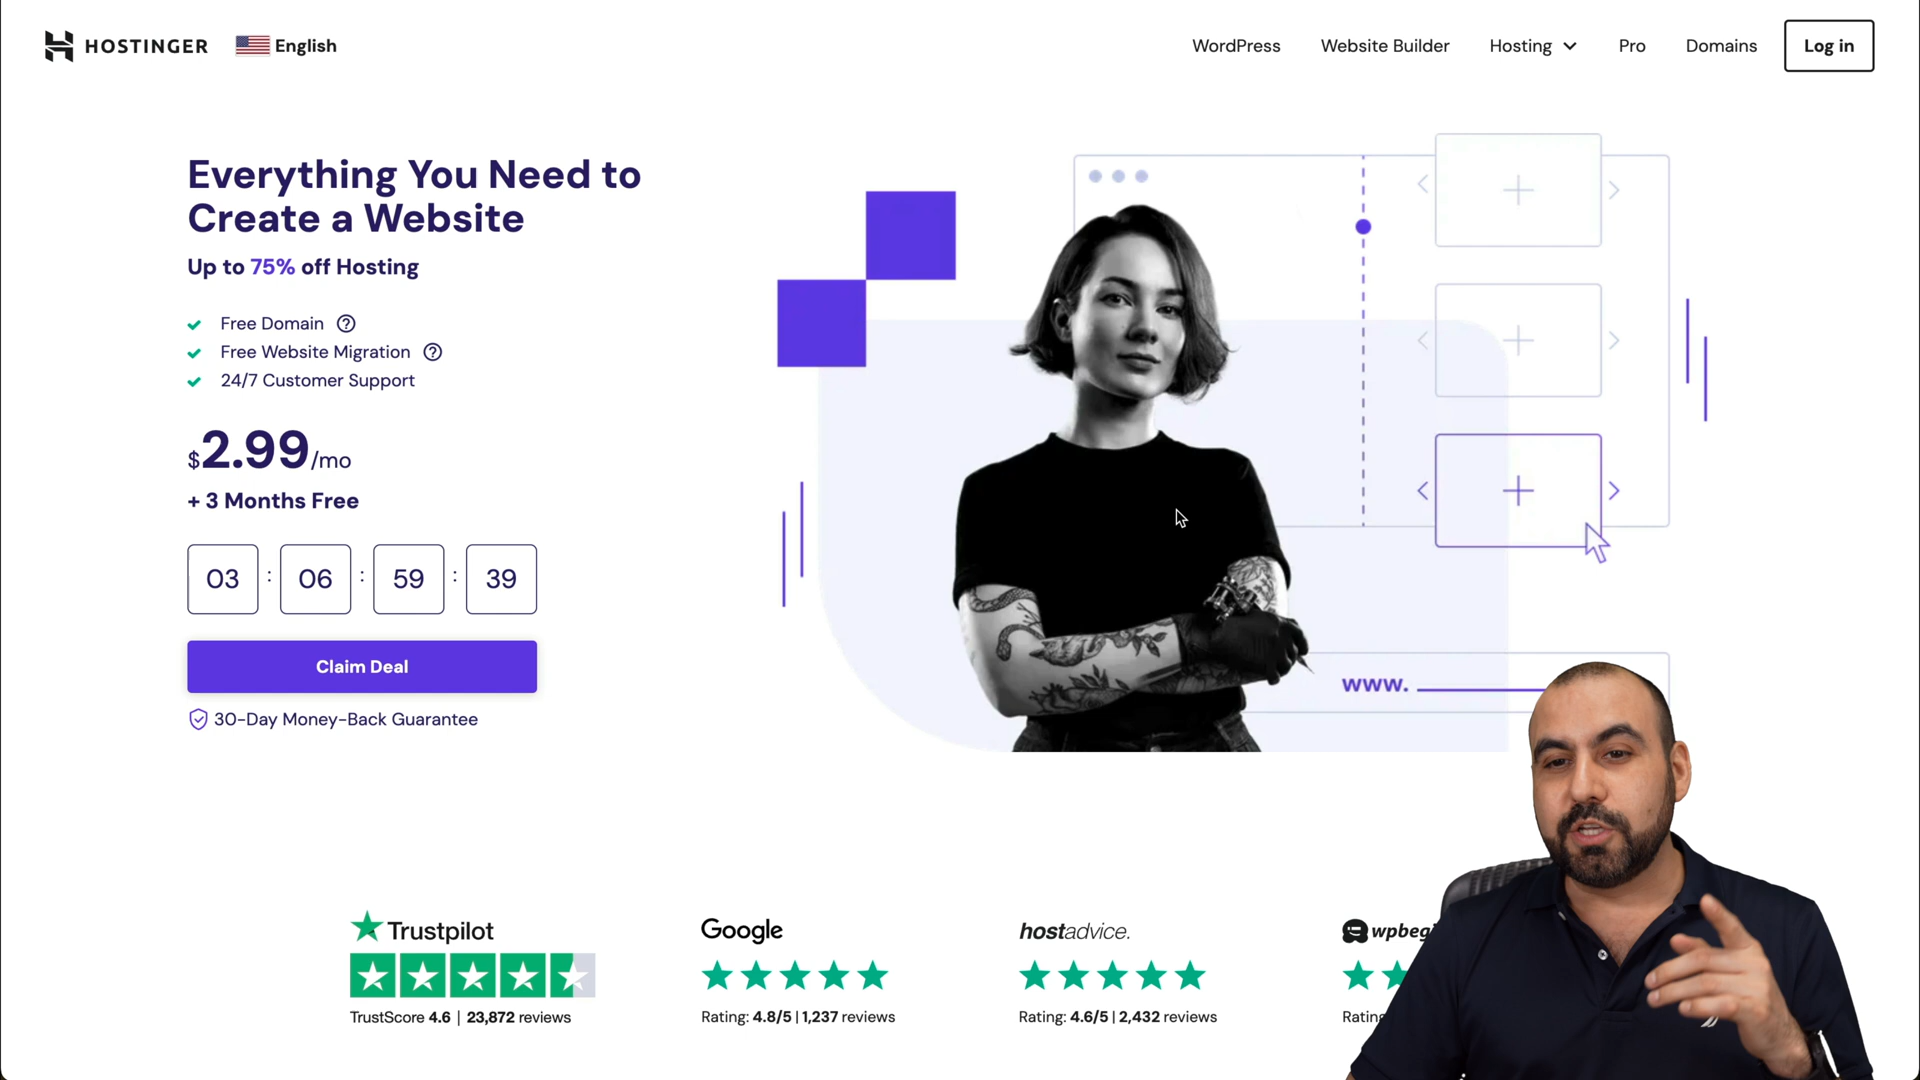 HOSTINGER
English
WordPress
Website Builder
Hosting
Pro
Domains
Log in
Everything You Need to
Create a Website
Up to 75% off Hosting
Free Domain
Free Website Migration
24/7 Customer Support
$2.99/mo
+ 3 Months Free
03 : 06 : 59 : 39
Claim Deal
30-Day Money-Back Guarantee
www.
Trustpilot
TrustScore 4.6 | 23,872 reviews
Google
Rating: 4.8/5 | 1,237 reviews
hostadvice.
Rating: 4.6/5 | 2,432 reviews